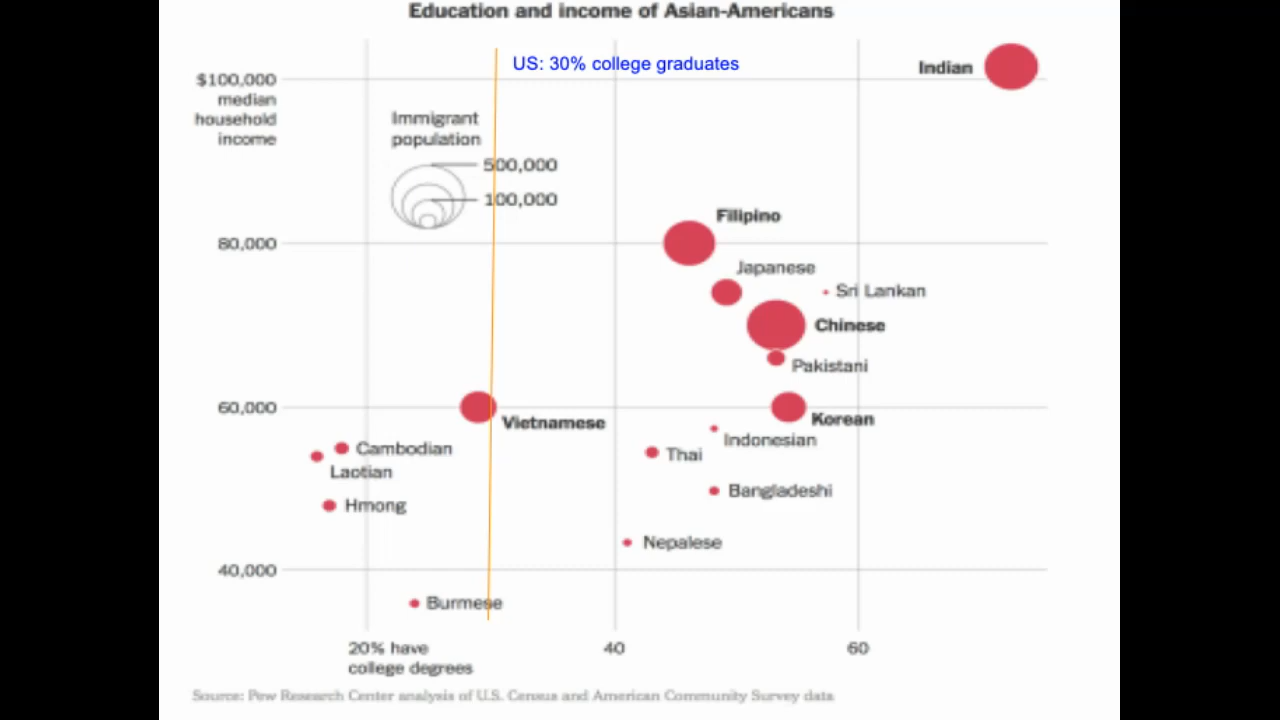 Education and income of Asian-Americans
US: 30% college graduates
Indian
$100,000
median
household
income
Immigrant
population
500,000
100,000
Filipino
80,000
Japanese
Sri Lankan
Chinese
Pakistani
60,000
Vietnamese
Korean
Indonesian
Cambodian
Thai
Laotian
Bangladeshi
Hmong
Nepalese
40,000
Burmese
20% have
college degrees
40
60
Source: Pew Research Center analysis of U.S. Census and American Community Survey data